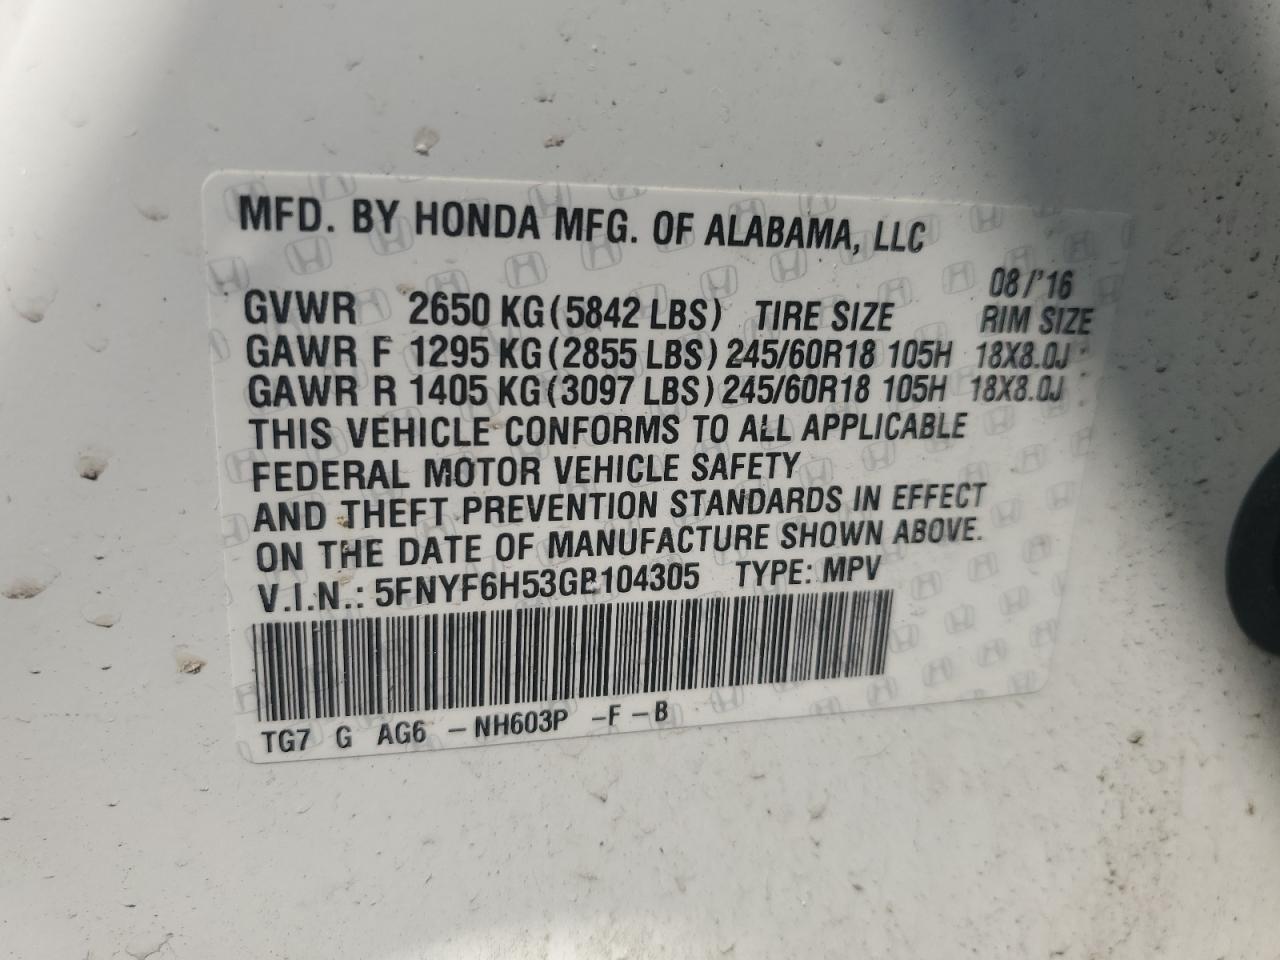 MFD. BY HONDA MFG. OF ALABAMA, LLC
08/'16
GVWR 2650 KG (5842 LBS) TIRE SIZE RIM SIZE
GAWR F 1295 KG (2855 LBS) 245/60R18 105H 18X8.0J
GAWR R 1405 KG (3097 LBS) 245/60R18 105H 18X8.0J
THIS VEHICLE CONFORMS TO ALL APPLICABLE
FEDERAL MOTOR VEHICLE SAFETY
AND THEFT PREVENTION STANDARDS IN EFFECT
ON THE DATE OF MANUFACTURE SHOWN ABOVE.
V.I.N.: 5FNYF6H53GB104305 TYPE: MPV
TG7 G AG6 -NH603P -F -B